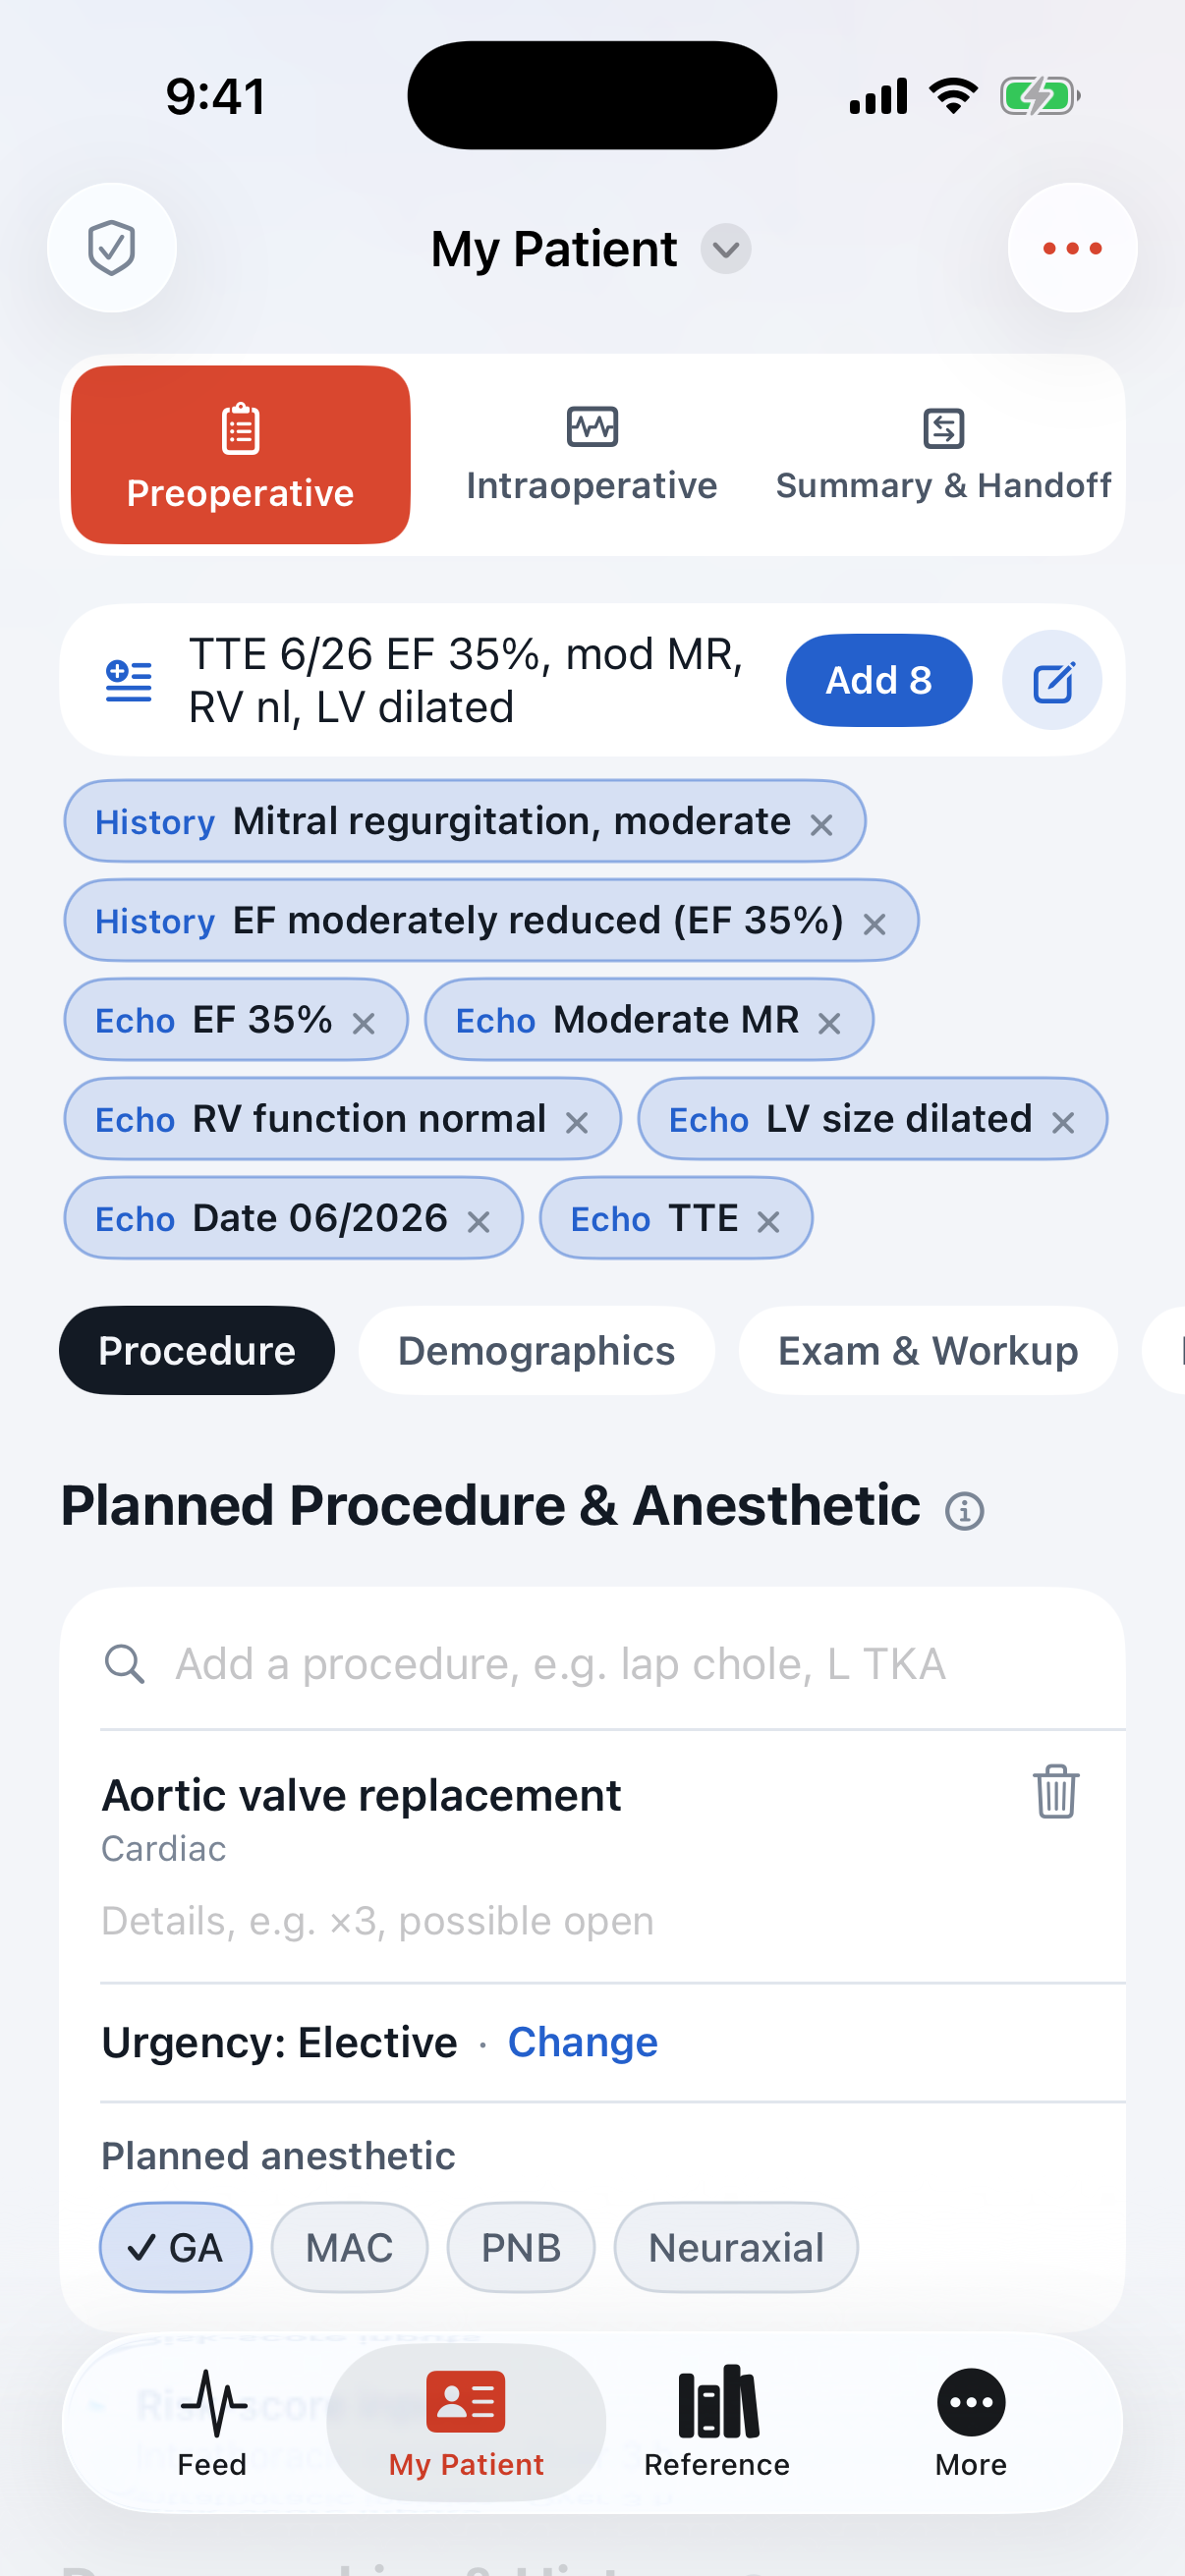 9:41
My Patient
Preoperative
Intraoperative
Summary & Handoff
TTE 6/26 EF 35%, mod MR,
RV nl, LV dilated
Add 8
History Mitral regurgitation, moderate ×
History EF moderately reduced (EF 35%) ×
Echo EF 35% × Echo Moderate MR ×
Echo RV function normal × Echo LV size dilated ×
Echo Date 06/2026 × Echo TTE ×
Procedure Demographics Exam & Workup
Planned Procedure & Anesthetic
Add a procedure, e.g. lap chole, L TKA
Aortic valve replacement
Cardiac
Details, e.g. ×3, possible open
Urgency: Elective · Change
Planned anesthetic
✓ GA MAC PNB Neuraxial
Feed My Patient Reference More